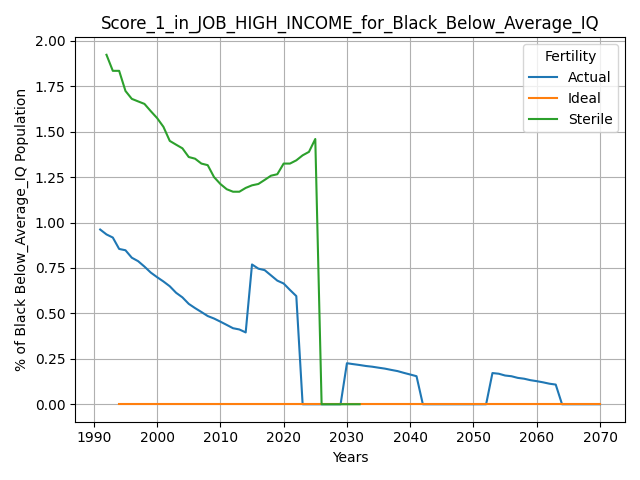 Score_1_in_JOB_HIGH_INCOME_for_Black_Below_Average_IQ
% of Black Below_Average_IQ Population
2.00
1.75
1.50
1.25
1.00
0.75
0.50
0.25
0.00
Fertility
Actual
Ideal
Sterile
1990 2000 2010 2020 2030 2040 2050 2060 2070
Years